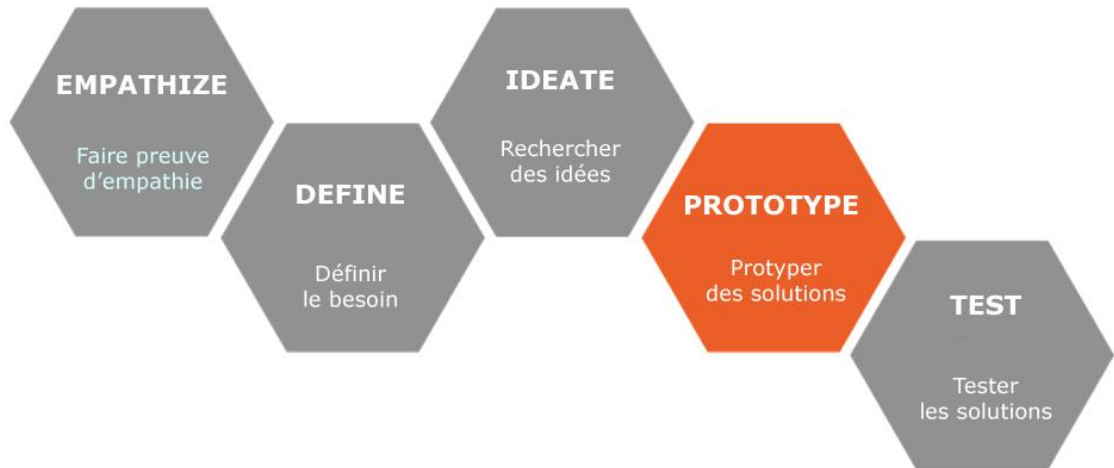 EMPATHIZE
Faire preuve
d'empathie
DEFINE
Définir
le besoin
IDEATE
Rechercher
des idées
PROTOTYPE
Protyper
des solutions
TEST
Tester
les solutions